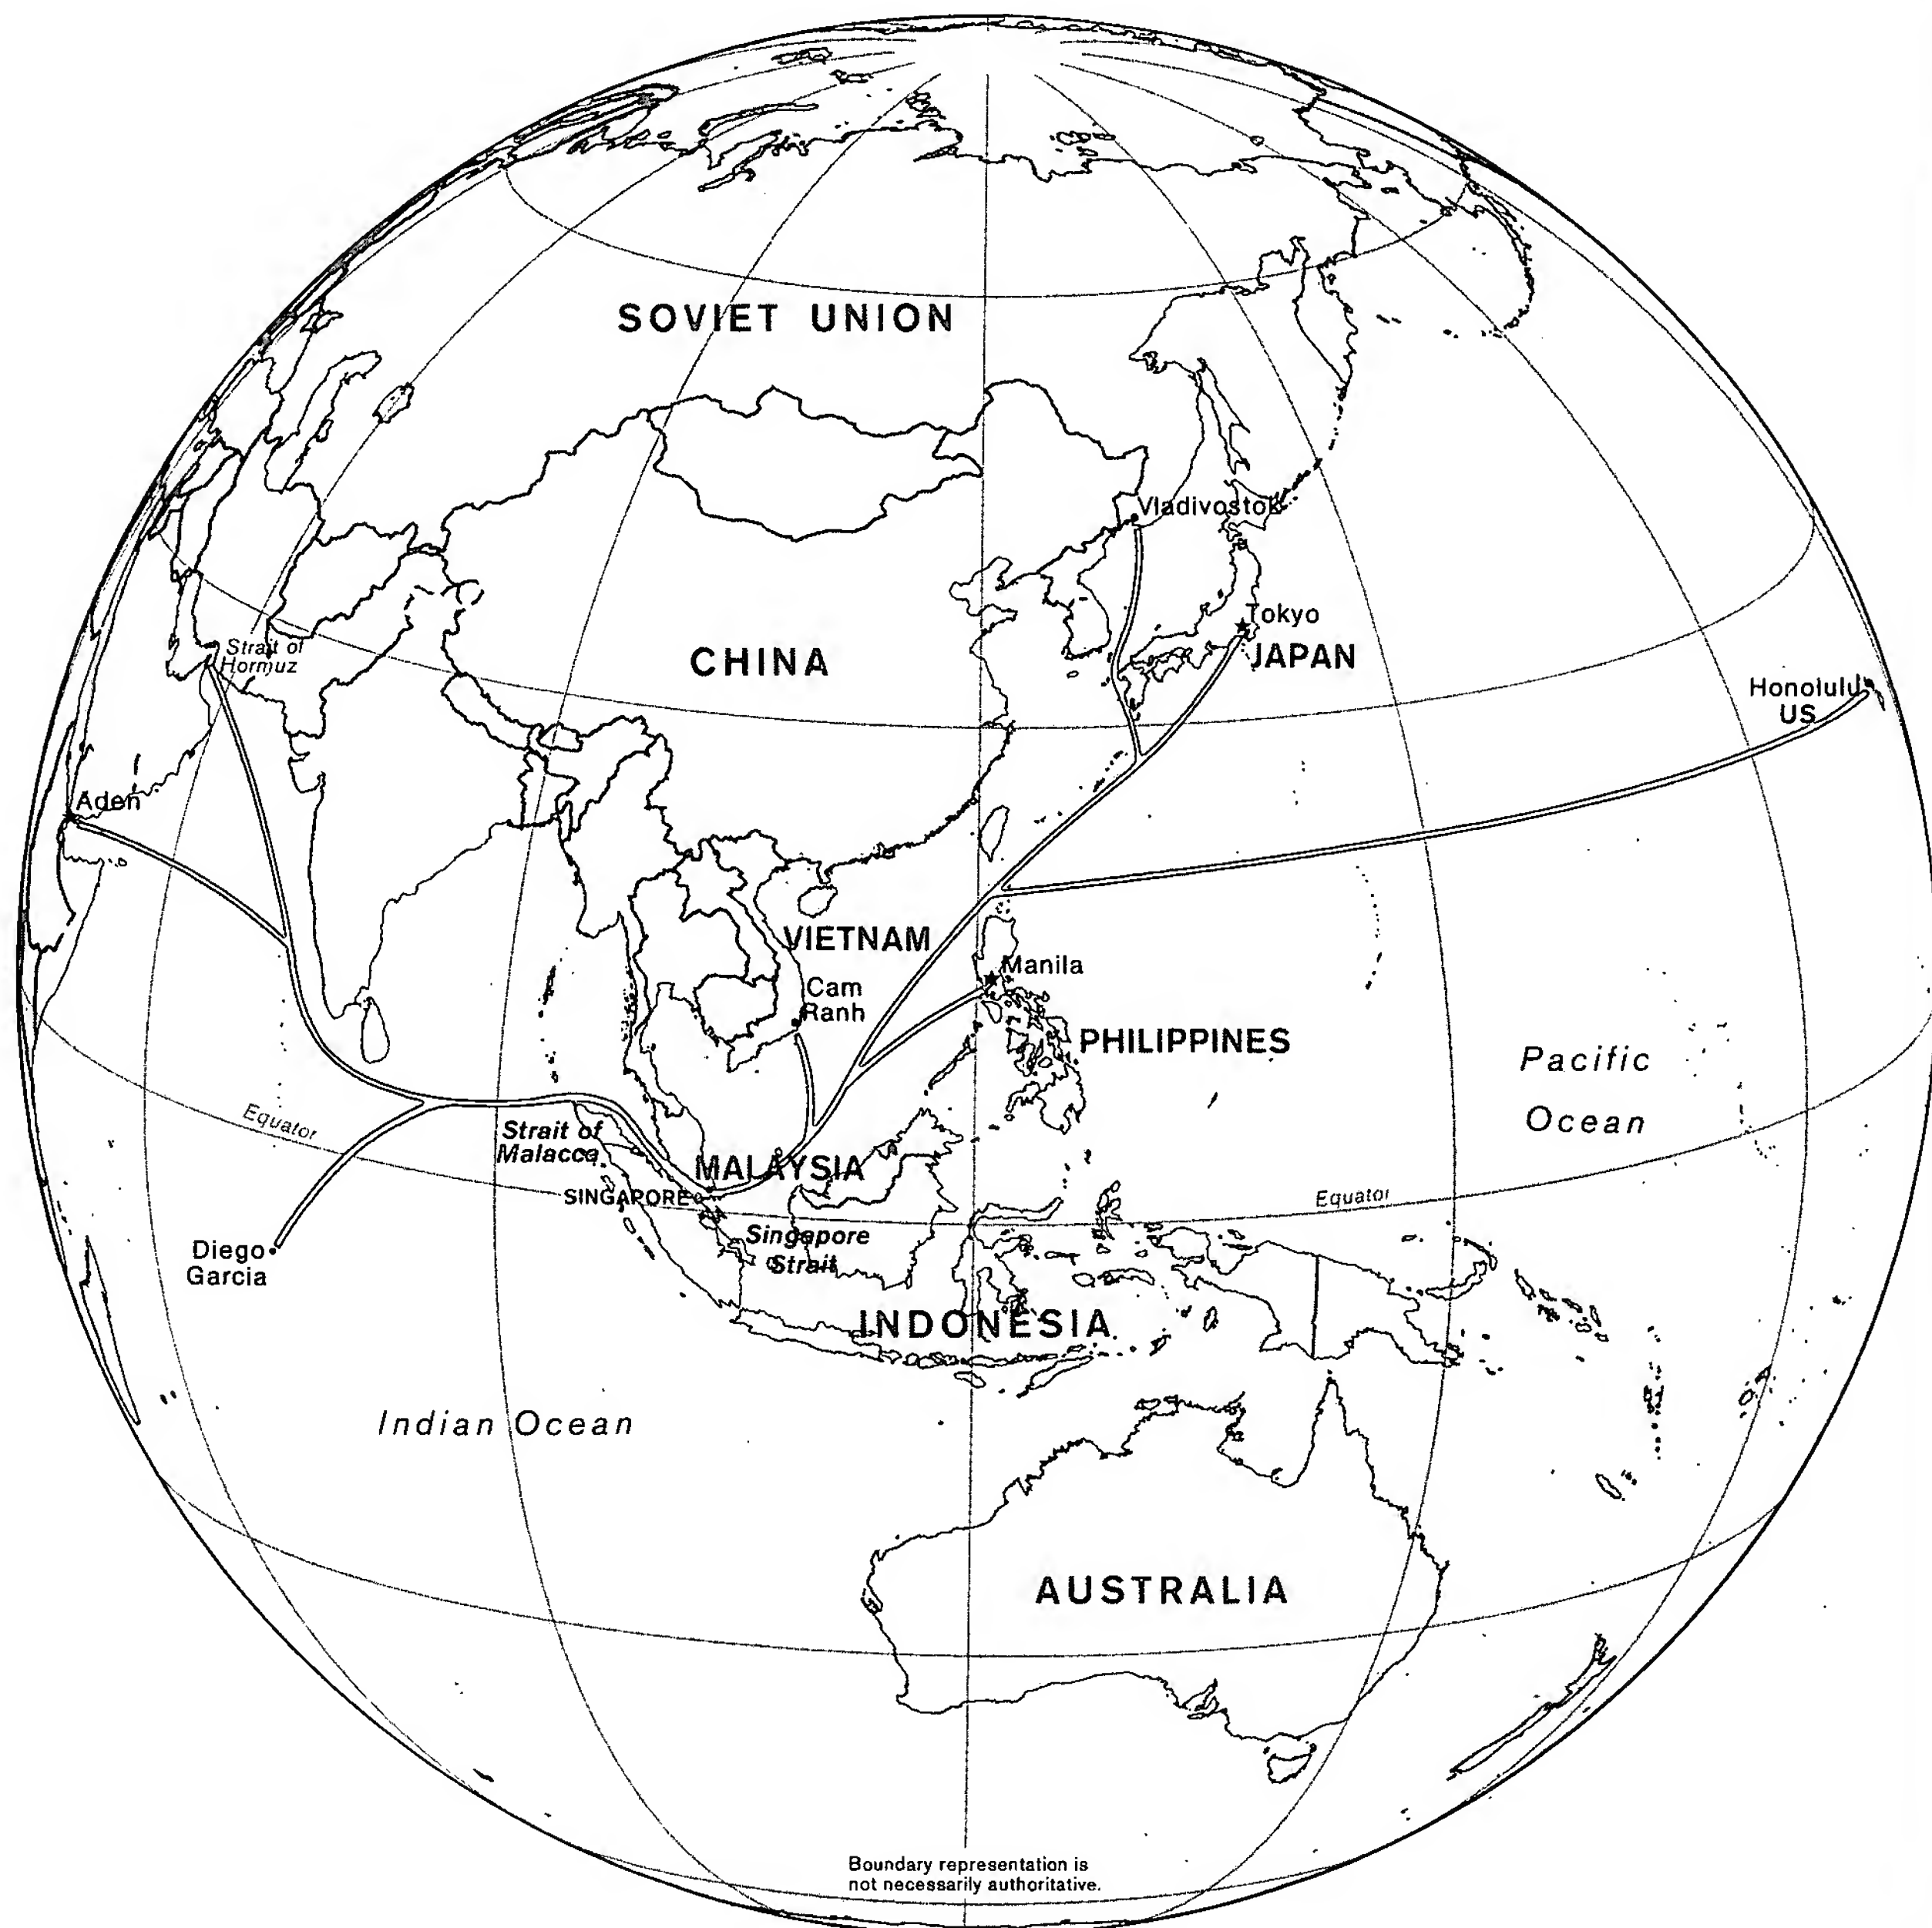 SOVIET UNION
Vladivostok
Tokyo
JAPAN
Strait of
Hormuz
CHINA
Honolulu
US
Aden
VIETNAM
Manila
Cam
Ranh
PHILIPPINES
Pacific
Ocean
Equator
Strait of
Malacca
MALAYSIA
SINGAPORE
Equator
Singapore
Strait
Diego
Garcia
INDONESIA
Indian Ocean
AUSTRALIA
Boundary representation is
not necessarily authoritative.